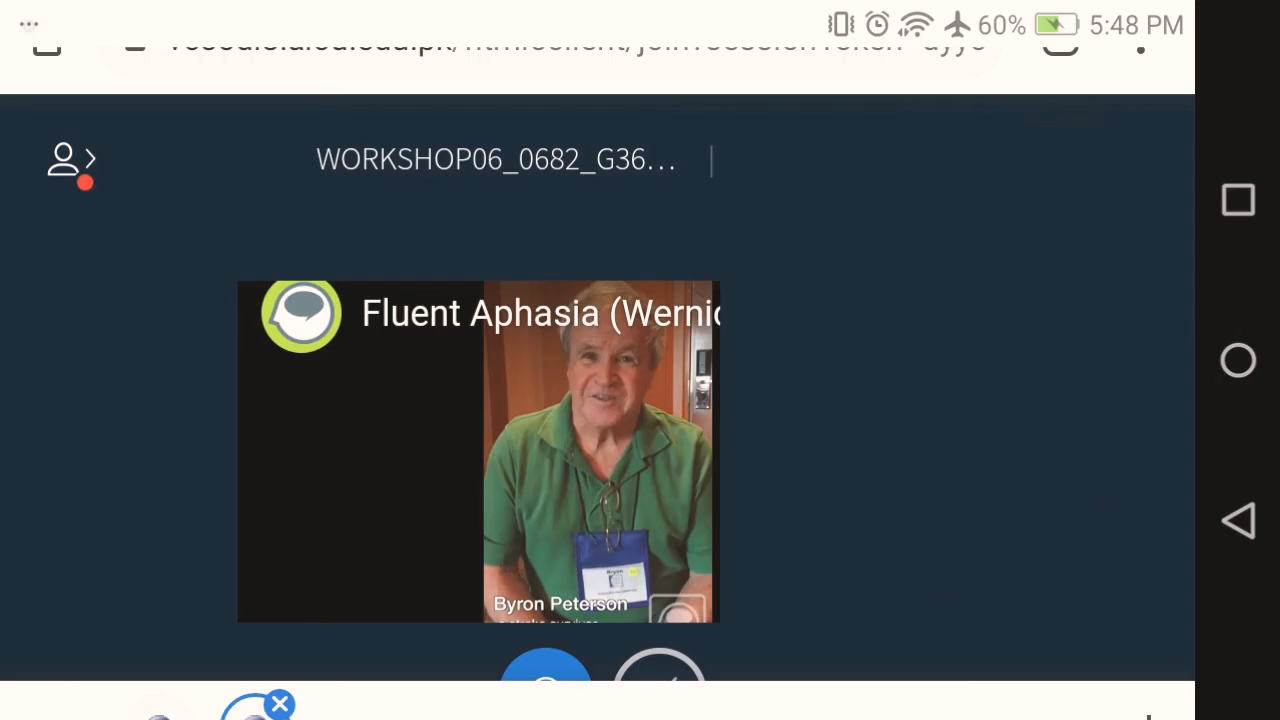 60% 5:48 PM
WORKSHOP06_0682_G36...
Fluent Aphasia (Wernic
Byron Peterson